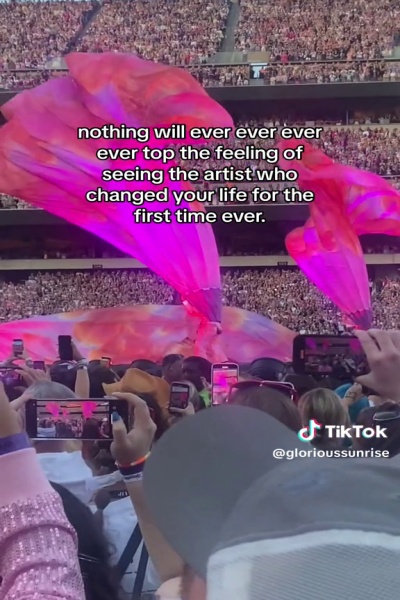 nothing will ever ever ever
ever top the feeling of
seeing the artist who
changed your life for the
first time ever.
TikTok
@glorioussunrise